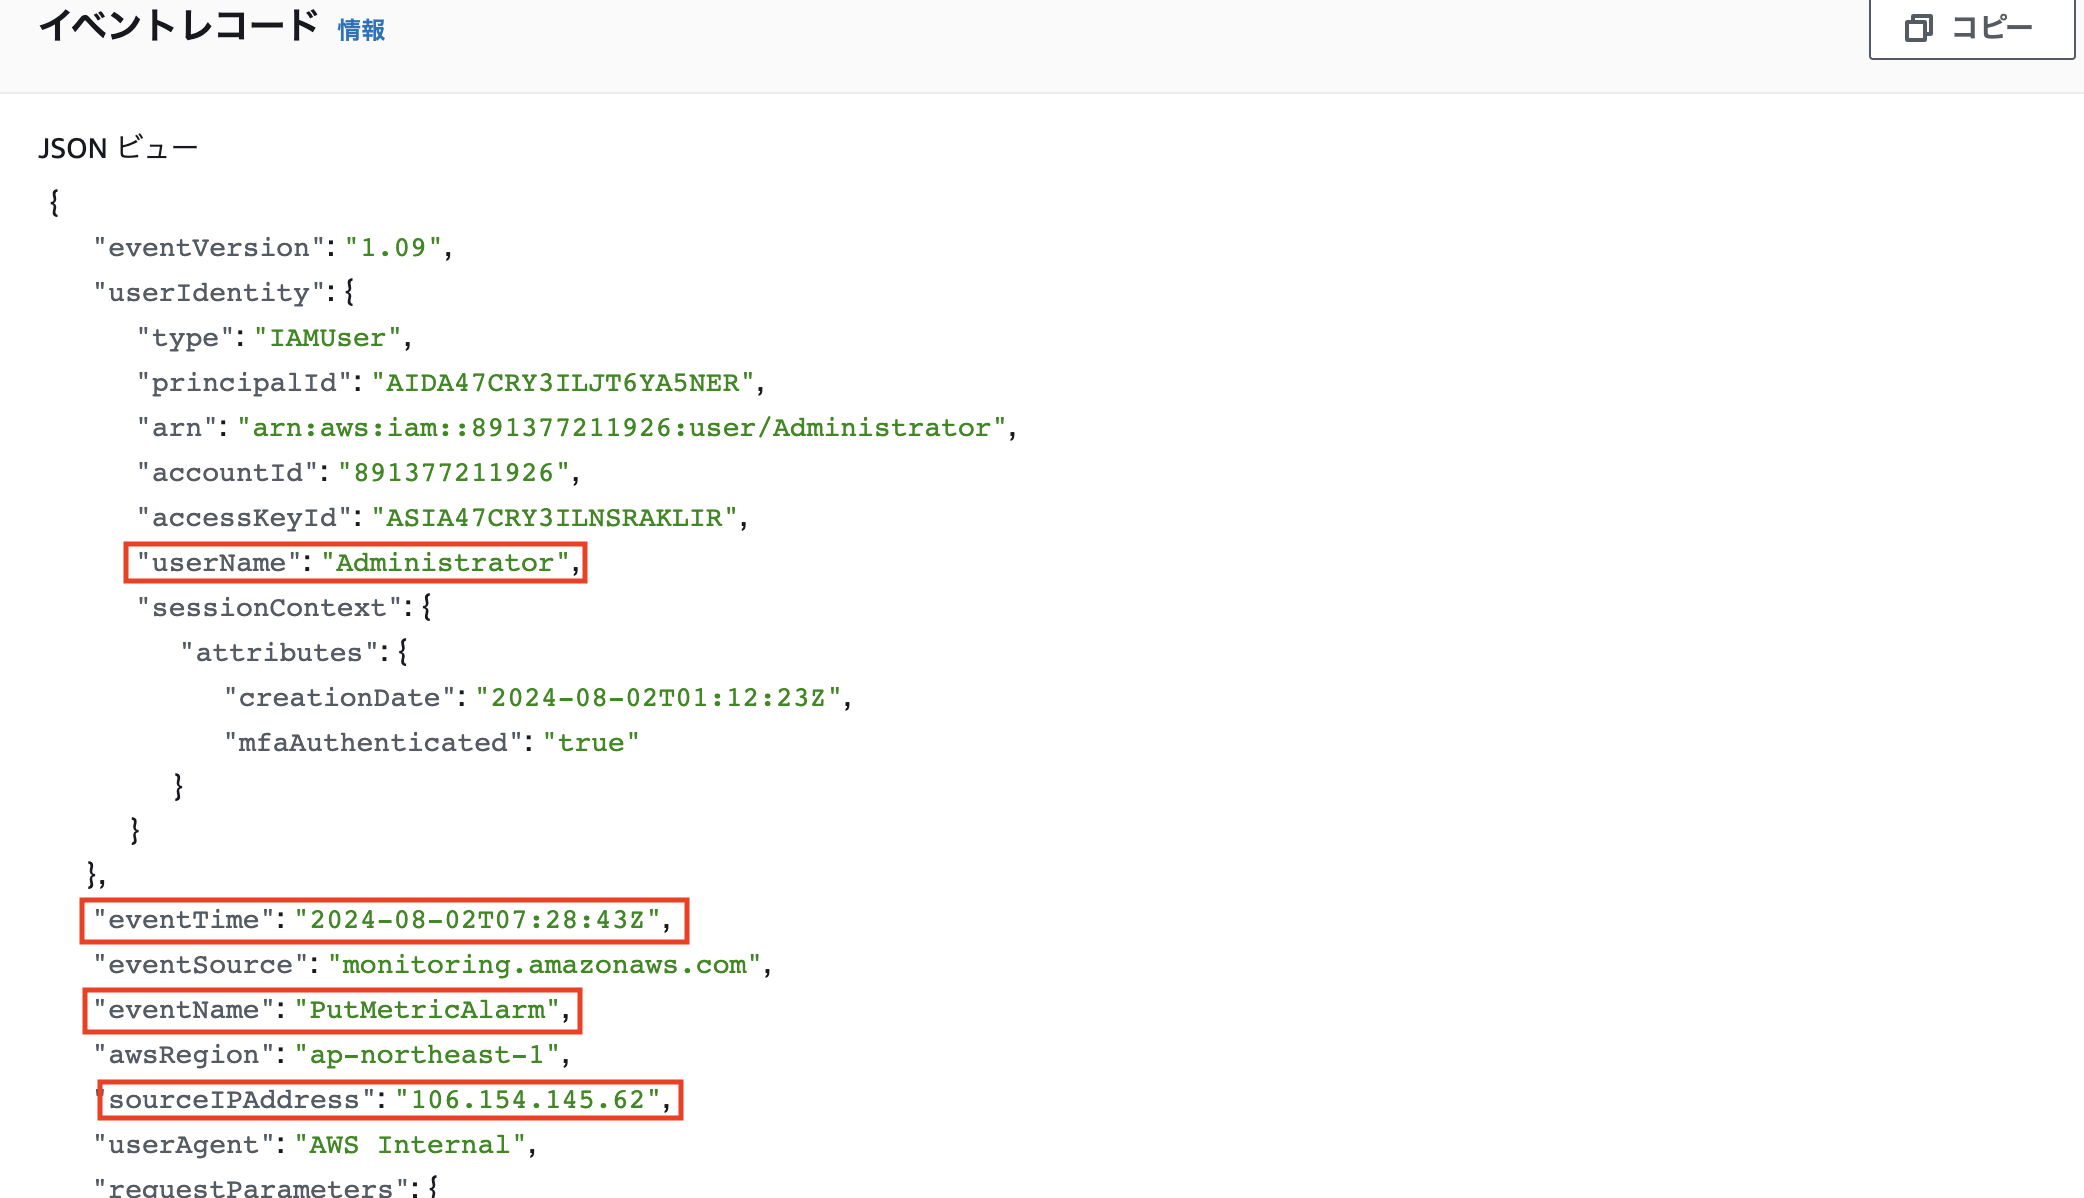 イベントレコード 情報
コピー
JSON ビュー
{
"eventVersion": "1.09",
"userIdentity": {
"type": "IAMUser",
"principalId": "AIDA47CRY3ILJT6YA5NER",
"arn": "arn:aws:iam::891377211926:user/Administrator",
"accountId": "891377211926",
"accessKeyId": "ASIA47CRY3ILNSRAKLIR",
"userName": "Administrator",
"sessionContext": {
"attributes": {
"creationDate": "2024-08-02T01:12:23Z",
"mfaAuthenticated": "true"
}
}
},
"eventTime": "2024-08-02T07:28:43Z",
"eventSource": "monitoring.amazonaws.com",
"eventName": "PutMetricAlarm",
"awsRegion": "ap-northeast-1",
"sourceIPAddress": "106.154.145.62",
"userAgent": "AWS Internal",
"requestParameters": {